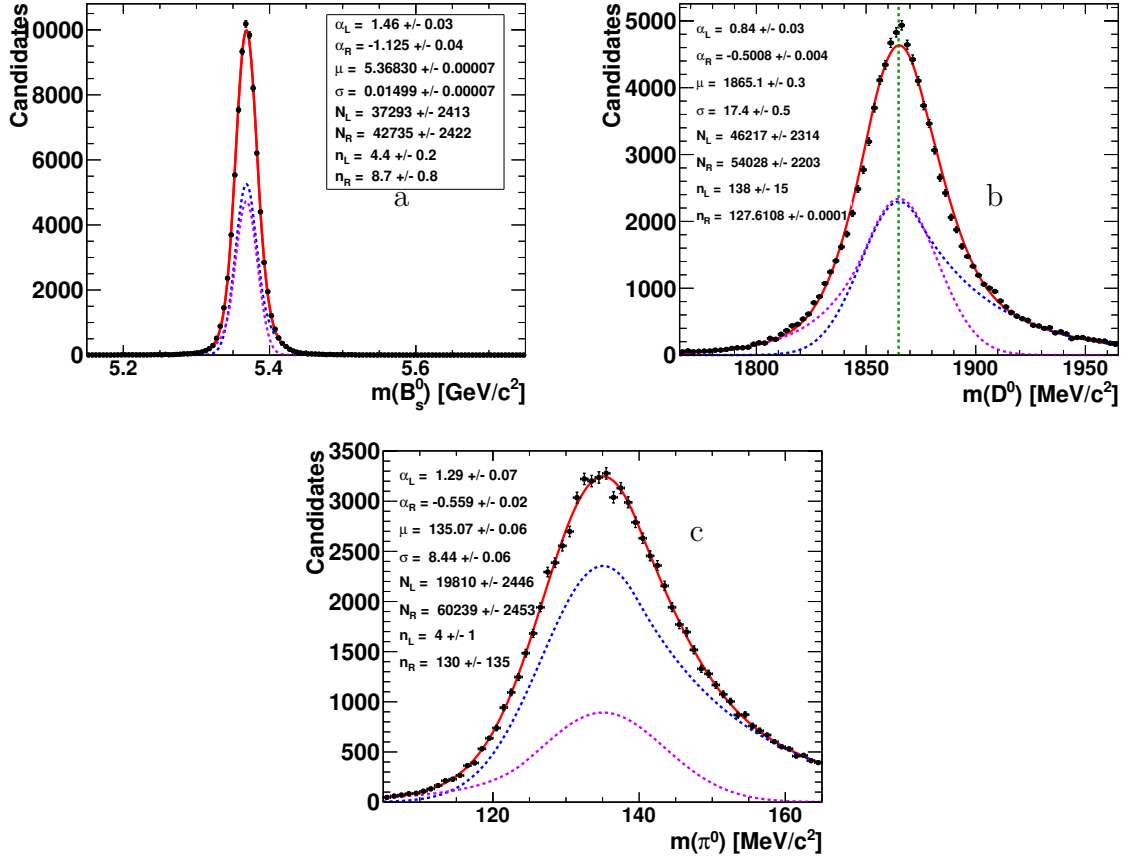 Candidates
10000
8000
6000
4000
2000
0
α_L = 1.46 +/- 0.03
α_R = -1.125 +/- 0.04
μ = 5.36830 +/- 0.00007
σ = 0.01499 +/- 0.00007
N_L = 37293 +/- 2413
N_R = 42735 +/- 2422
n_L = 4.4 +/- 0.2
n_R = 8.7 +/- 0.8
a
5.2 5.4 5.6
m(B_s^0) [GeV/c²]
Candidates
5000
4000
3000
2000
1000
0
α_L = 0.84 +/- 0.03
α_R = -0.5008 +/- 0.004
μ = 1865.1 +/- 0.3
σ = 17.4 +/- 0.5
N_L = 46217 +/- 2314
N_R = 54028 +/- 2203
n_L = 138 +/- 15
n_R = 127.6108 +/- 0.0001
b
1800 1850 1900 1950
m(D⁰) [MeV/c²]
Candidates
3500
3000
2500
2000
1500
1000
500
0
α_L = 1.29 +/- 0.07
α_R = -0.559 +/- 0.02
μ = 135.07 +/- 0.06
σ = 8.44 +/- 0.06
N_L = 19810 +/- 2446
N_R = 60239 +/- 2453
n_L = 4 +/- 1
n_R = 130 +/- 135
c
120 140 160
m(π⁰) [MeV/c²]